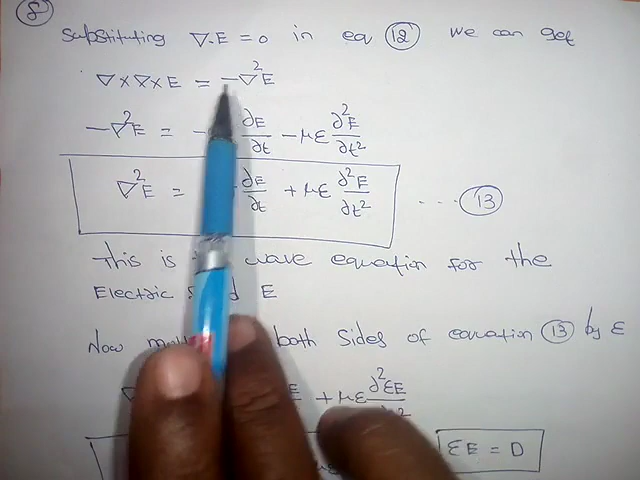 8
Substituting ∇.E = 0 in eq 12 we can get
∇×∇×E = -∇²E
-∇²E = - ∂E/∂t - με ∂²E/∂t²
∇²E = ∂E/∂t + με ∂²E/∂t² ---- 13
This is wave equation for the
Electric E
Now both sides of equation 13 by ε
+ με ∂²εE
εE = D